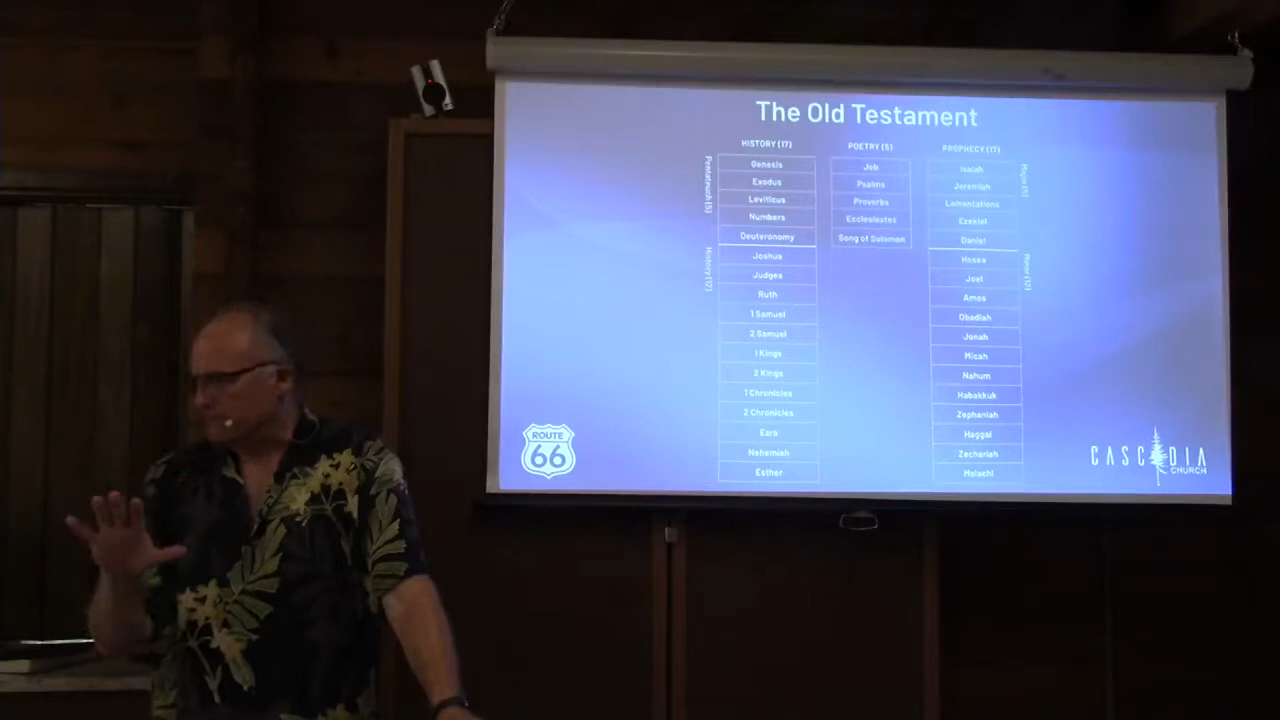 The Old Testament
HISTORY (17)
Pentateuch (5)
Genesis
Exodus
Leviticus
Numbers
Deuteronomy
History (12)
Joshua
Judges
Ruth
1 Samuel
2 Samuel
1 Kings
2 Kings
1 Chronicles
2 Chronicles
Ezra
Nehemiah
Esther
POETRY (5)
Job
Psalms
Proverbs
Ecclesiastes
Song of Solomon
PROPHECY (17)
Major (5)
Isaiah
Jeremiah
Lamentations
Ezekiel
Daniel
Minor (12)
Hosea
Joel
Amos
Obadiah
Jonah
Micah
Nahum
Habakkuk
Zephaniah
Haggai
Zechariah
Malachi
ROUTE
66
CASCADIA
CHURCH